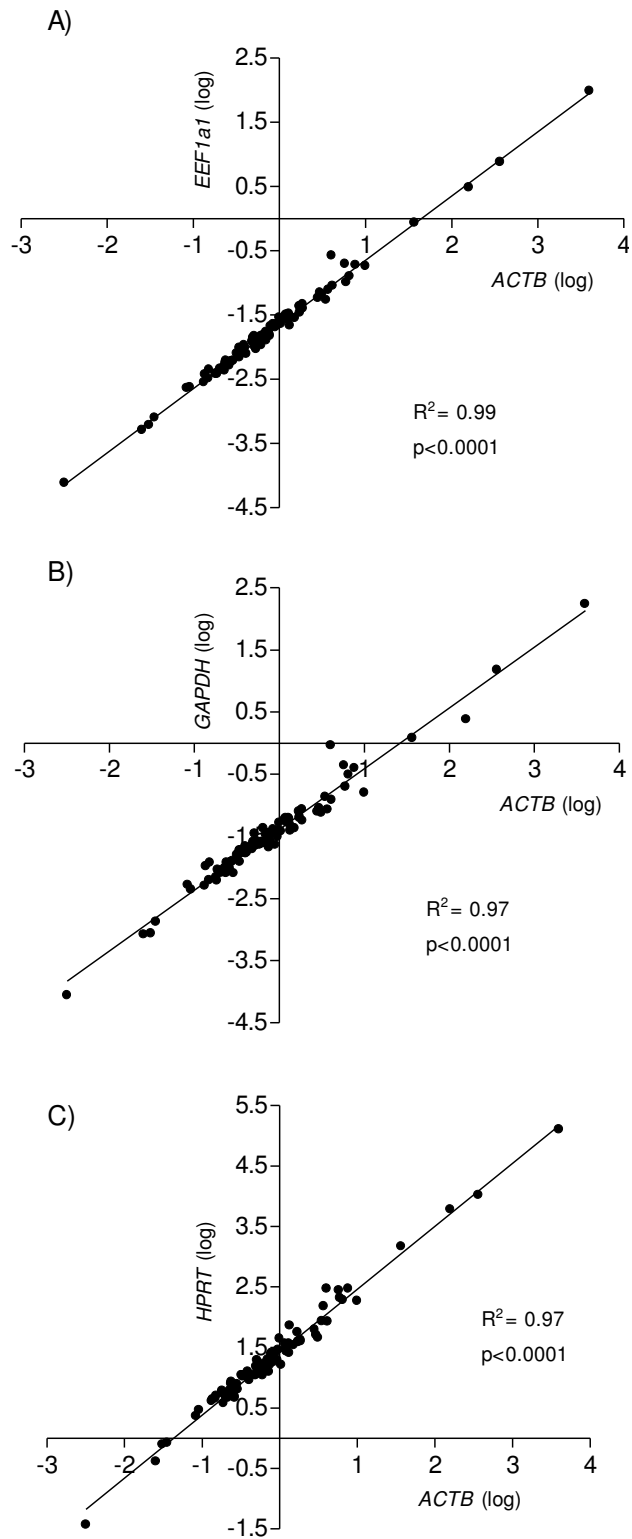 A)
2.5
EEF1a1 (log)
1.5
0.5
-3 -2 -1 1 2 3 4
-0.5
ACTB (log)
-1.5
-2.5
R²= 0.99
p<0.0001
-3.5
-4.5
B)
2.5
GAPDH (log)
1.5
0.5
-3 -2 -1 1 2 3 4
-0.5
ACTB (log)
-1.5
-2.5
R²= 0.97
p<0.0001
-3.5
-4.5
C)
5.5
4.5
3.5
HPRT (log)
2.5
R²= 0.97
p<0.0001
1.5
0.5
-3 -2 -1 1 2 3 4
-0.5
ACTB (log)
-1.5